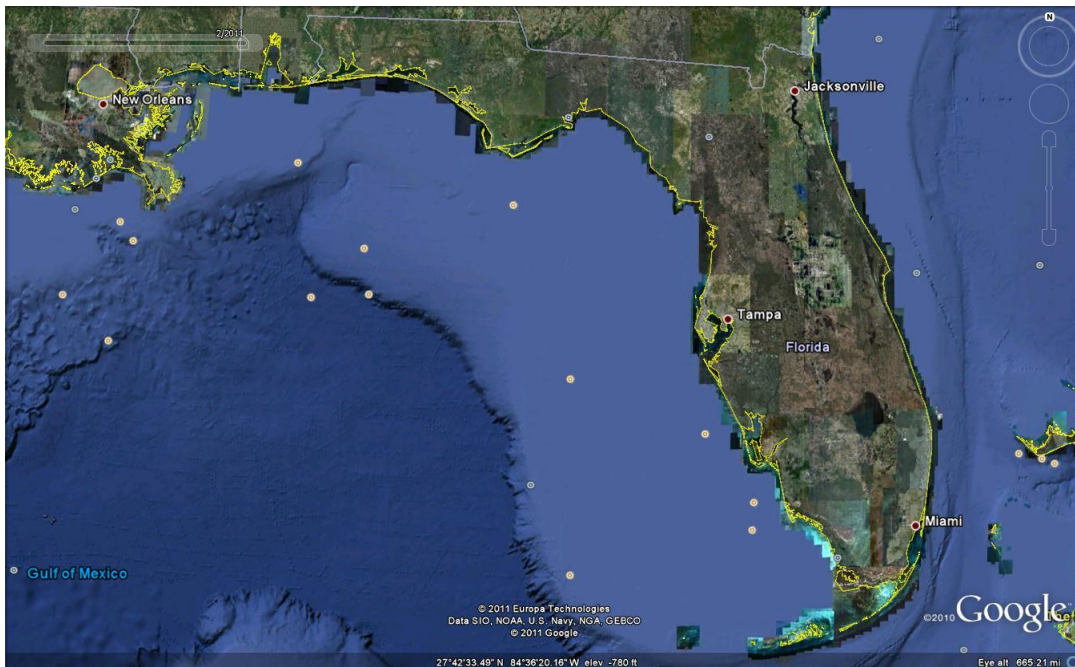 N
2/2011
New Orleans
Jacksonville
Tampa
Florida
Miami
Gulf of Mexico
© 2011 Europa Technologies
Data SIO, NOAA, U.S. Navy, NGA, GEBCO
© 2011 Google
©2010 Google
27°42'33.49" N 84°36'20.16" W elev -780 ft
Eye alt 665.21 mi